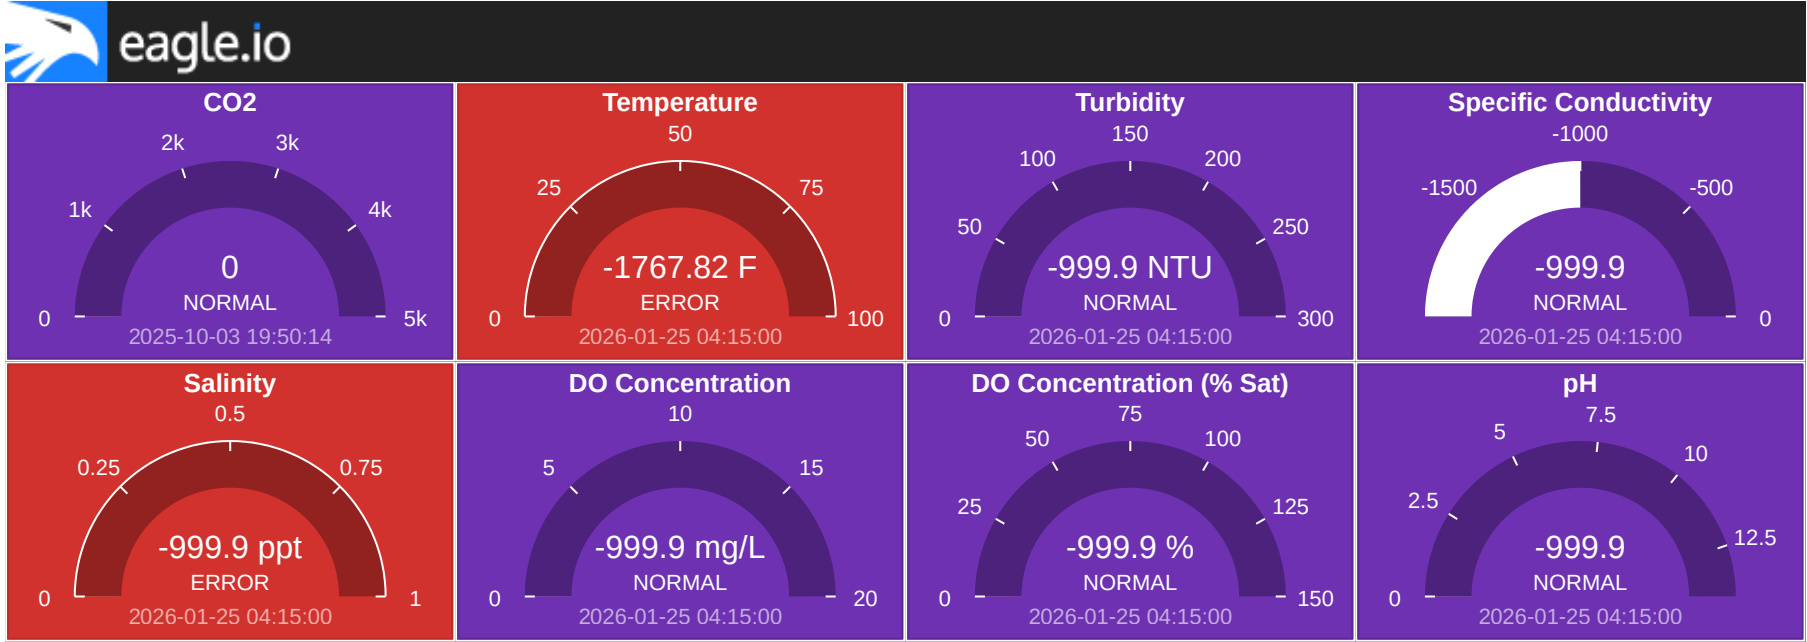 eagle.io
CO2
2k
3k
1k
4k
0
NORMAL
0
5k
2025-10-03 19:50:14
Temperature
50
25
75
-1767.82 F
ERROR
0
100
2026-01-25 04:15:00
Turbidity
150
100
200
50
250
-999.9 NTU
NORMAL
0
300
2026-01-25 04:15:00
Specific Conductivity
-1000
-1500
-500
-999.9
NORMAL
0
2026-01-25 04:15:00
Salinity
0.5
0.25
0.75
-999.9 ppt
ERROR
0
1
2026-01-25 04:15:00
DO Concentration
10
5
15
-999.9 mg/L
NORMAL
0
20
2026-01-25 04:15:00
DO Concentration (% Sat)
75
50
100
25
125
-999.9 %
NORMAL
0
150
2026-01-25 04:15:00
pH
7.5
5
10
2.5
12.5
-999.9
NORMAL
0
2026-01-25 04:15:00